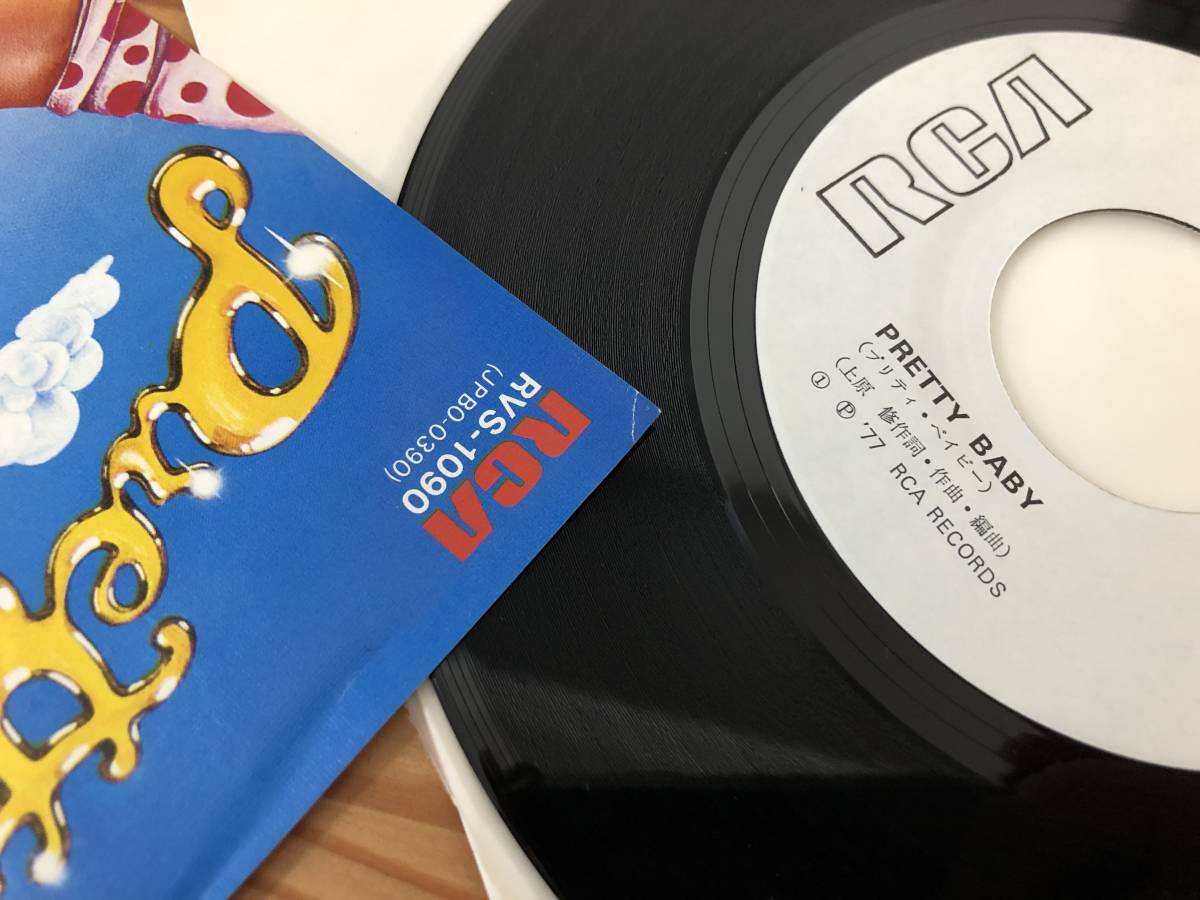 RCA
RVS-1090
(JPBO-0390)
RCA
PRETTY BABY
(プリティ・ベイビー)
(上原 修作詞・作曲・編曲)
① Ⓟ '77 RCA RECORDS